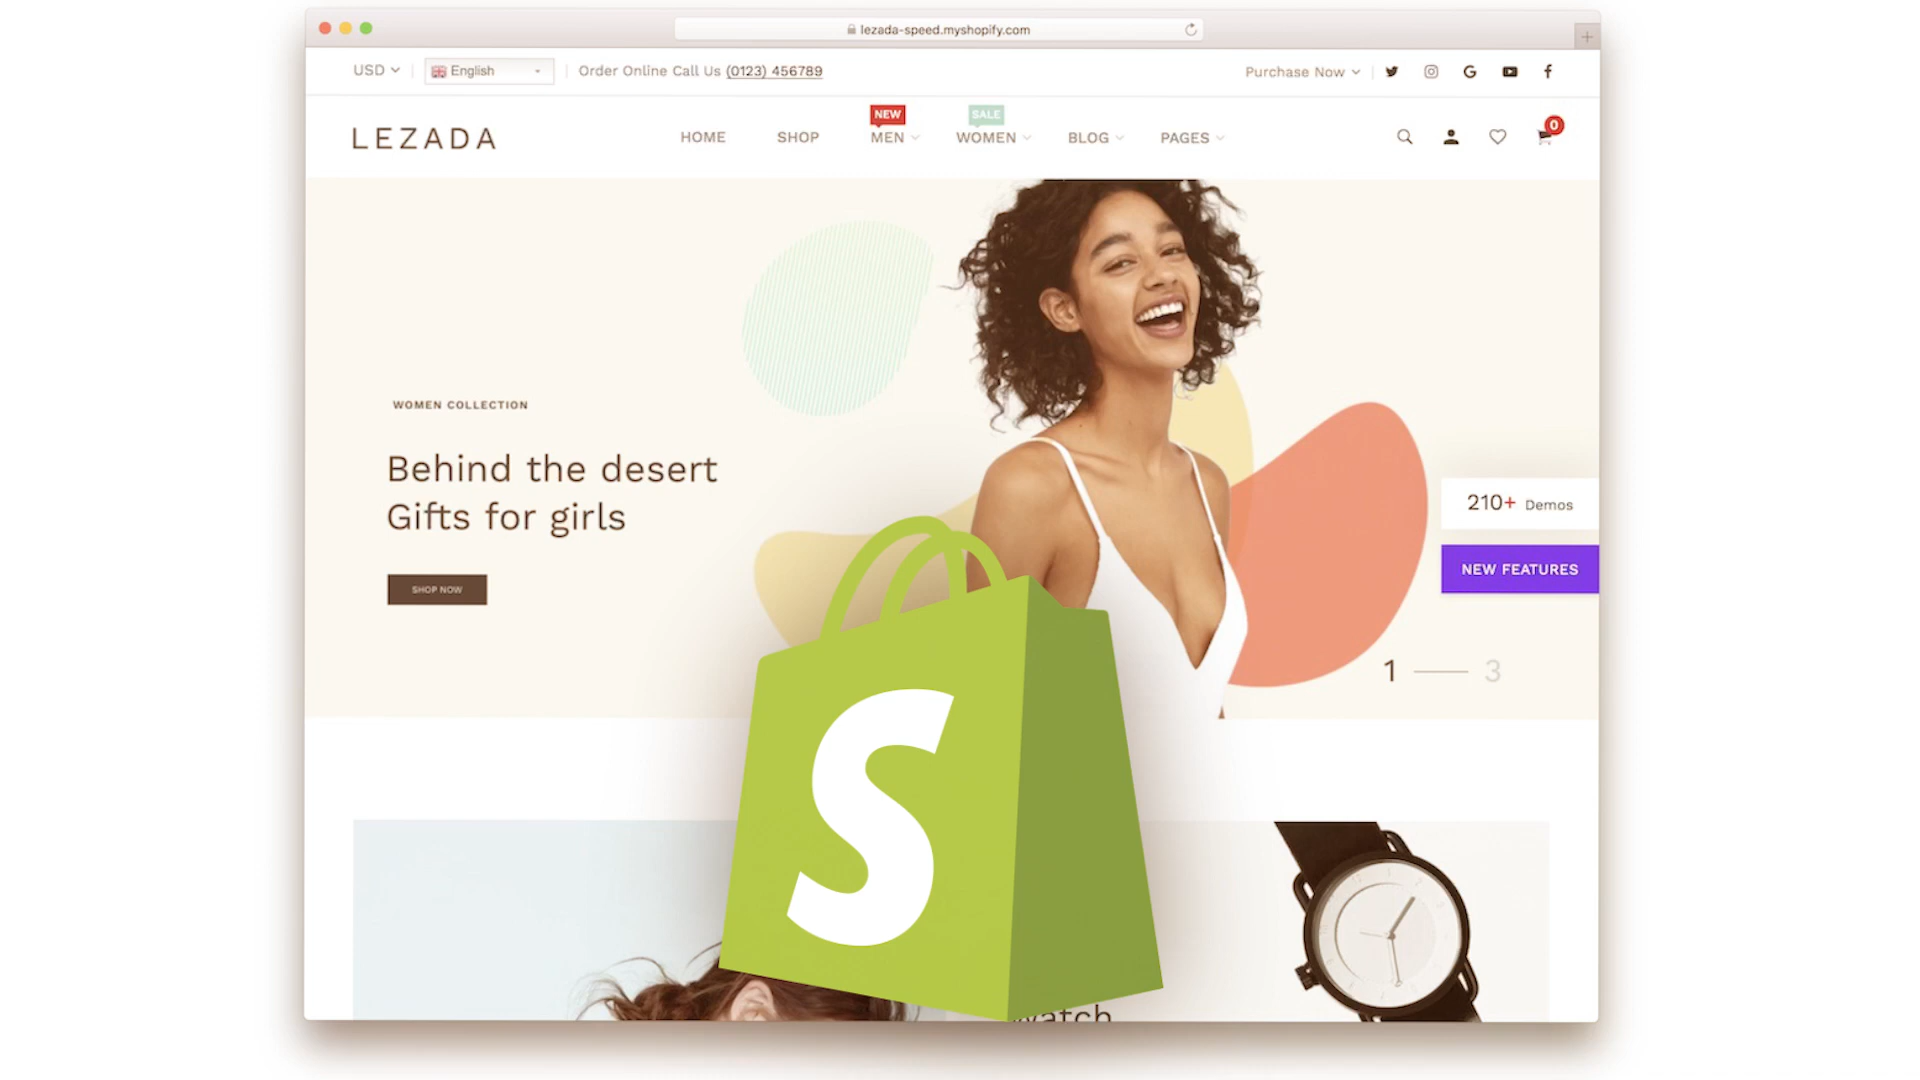 lezada-speed.myshopify.com
USD
English
Order Online Call Us (0123) 456789
Purchase Now
LEZADA
HOME
SHOP
NEW
MEN
SALE
WOMEN
BLOG
PAGES
0
WOMEN COLLECTION
Behind the desert
Gifts for girls
SHOP NOW
210+ Demos
NEW FEATURES
1
3
S